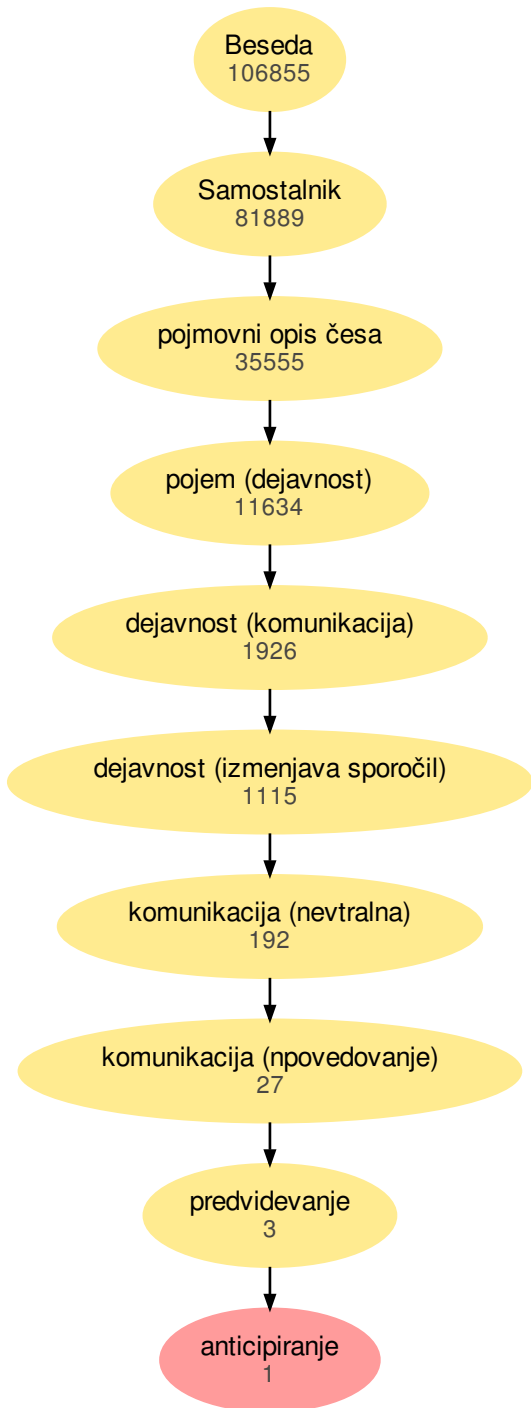 Beseda
106855
Samostalnik
81889
pojmovni opis česa
35555
pojem (dejavnost)
11634
dejavnost (komunikacija)
1926
dejavnost (izmenjava sporočil)
1115
komunikacija (nevtralna)
192
komunikacija (npovedovanje)
27
predvidevanje
3
anticipiranje
1